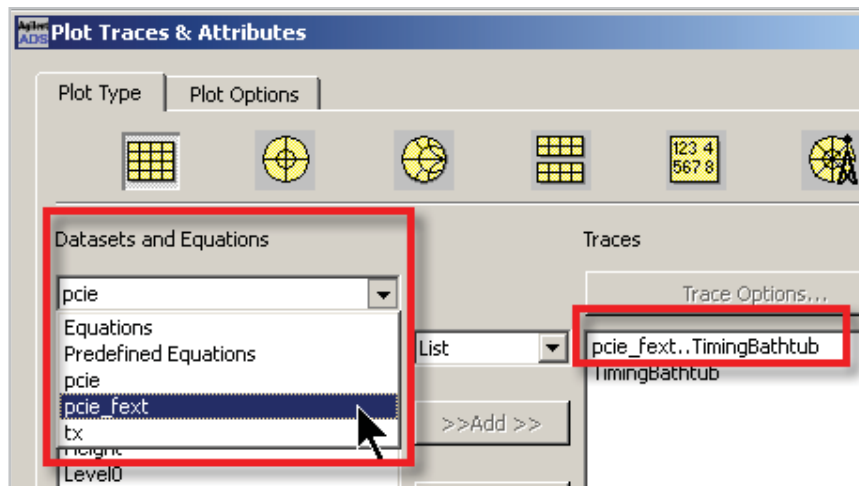 Agilent
ADS
Plot Traces & Attributes
Plot Type
Plot Options
123 4
567 8
Datasets and Equations
Traces
pcie
Trace Options...
Equations
Predefined Equations
pcie
pcie_fext
tx
Height
Level0
List
>>Add >>
pcie_fext..TimingBathtub
TimingBathtub